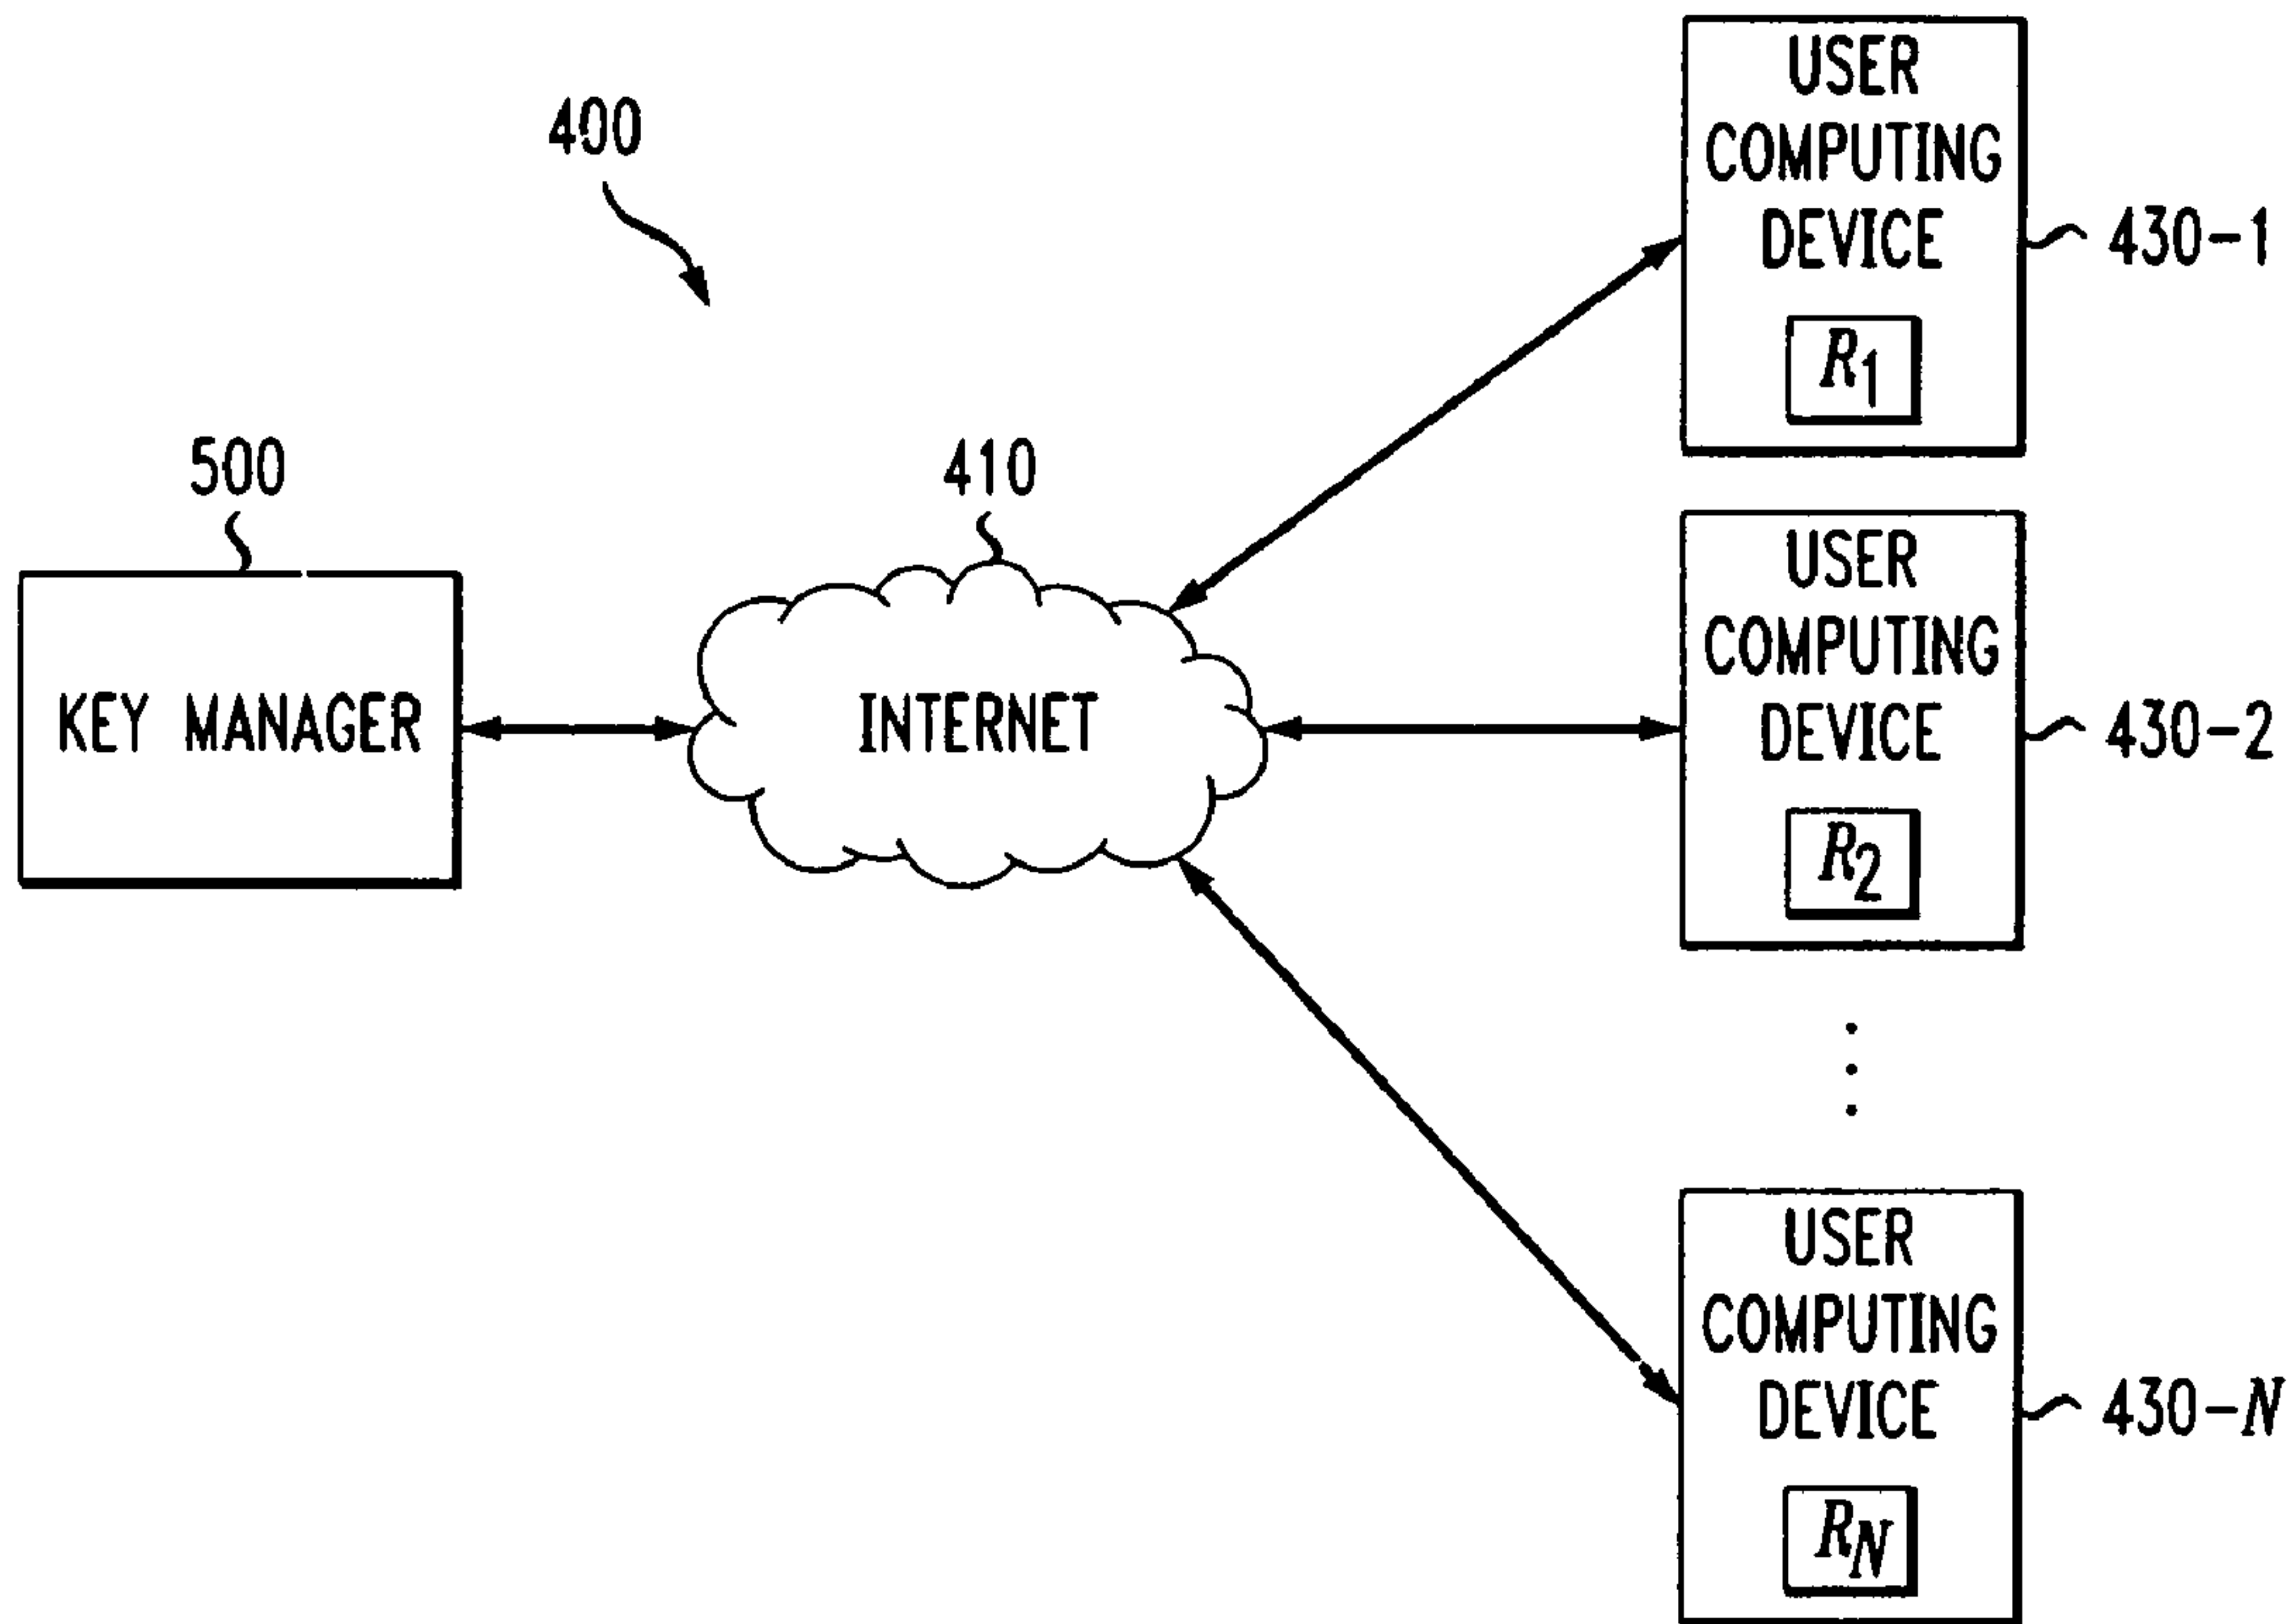 400
500
KEY MANAGER
410
INTERNET
USER
COMPUTING
DEVICE
R1
430-1
USER
COMPUTING
DEVICE
R2
430-2
USER
COMPUTING
DEVICE
RN
430-N